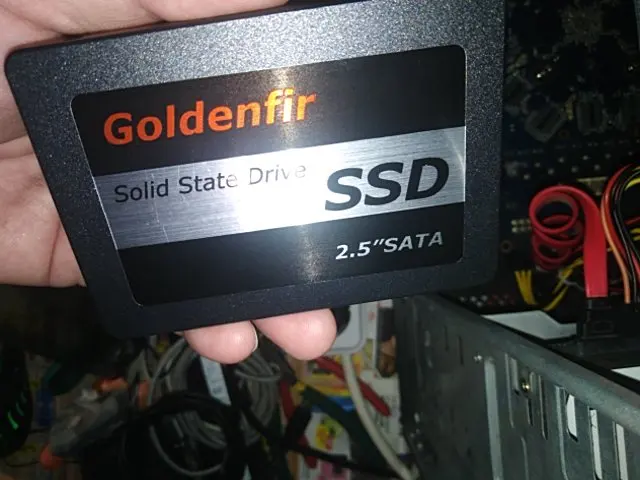 Goldenfir
Solid State Drive
SSD
2.5"SATA